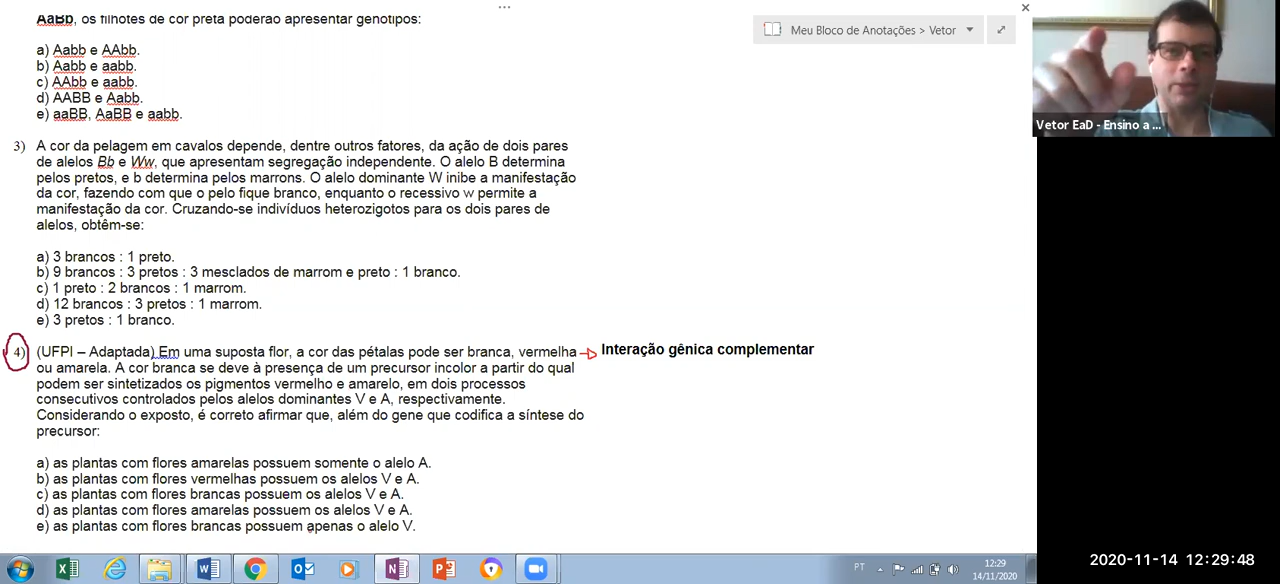 AaBb, os filhotes de cor preta poderão apresentar genótipos:
a) Aabb e AAbb.
b) Aabb e aabb.
c) AAbb e aabb.
d) AABB e Aabb.
e) aaBB, AaBB e aabb.
3) A cor da pelagem em cavalos depende, dentre outros fatores, da ação de dois pares
de alelos Bb e Ww, que apresentam segregação independente. O alelo B determina
pelos pretos, e b determina pelos marrons. O alelo dominante W inibe a manifestação
da cor, fazendo com que o pelo fique branco, enquanto o recessivo w permite a
manifestação da cor. Cruzando-se indivíduos heterozigotos para os dois pares de
alelos, obtêm-se:
a) 3 brancos : 1 preto.
b) 9 brancos : 3 pretos : 3 mesclados de marrom e preto : 1 branco.
c) 1 preto : 2 brancos : 1 marrom.
d) 12 brancos : 3 pretos : 1 marrom.
e) 3 pretos : 1 branco.
4) (UFPI – Adaptada) Em uma suposta flor, a cor das pétalas pode ser branca, vermelha
ou amarela. A cor branca se deve à presença de um precursor incolor a partir do qual
podem ser sintetizados os pigmentos vermelho e amarelo, em dois processos
consecutivos controlados pelos alelos dominantes V e A, respectivamente.
Considerando o exposto, é correto afirmar que, além do gene que codifica a síntese do
precursor:
a) as plantas com flores amarelas possuem somente o alelo A.
b) as plantas com flores vermelhas possuem os alelos V e A.
c) as plantas com flores brancas possuem os alelos V e A.
d) as plantas com flores amarelas possuem os alelos V e A.
e) as plantas com flores brancas possuem apenas o alelo V.
Interação gênica complementar
Meu Bloco de Anotações > Vetor
Vetor EaD - Ensino a ...
PT
12:29
14/11/2020
2020-11-14 12:29:48